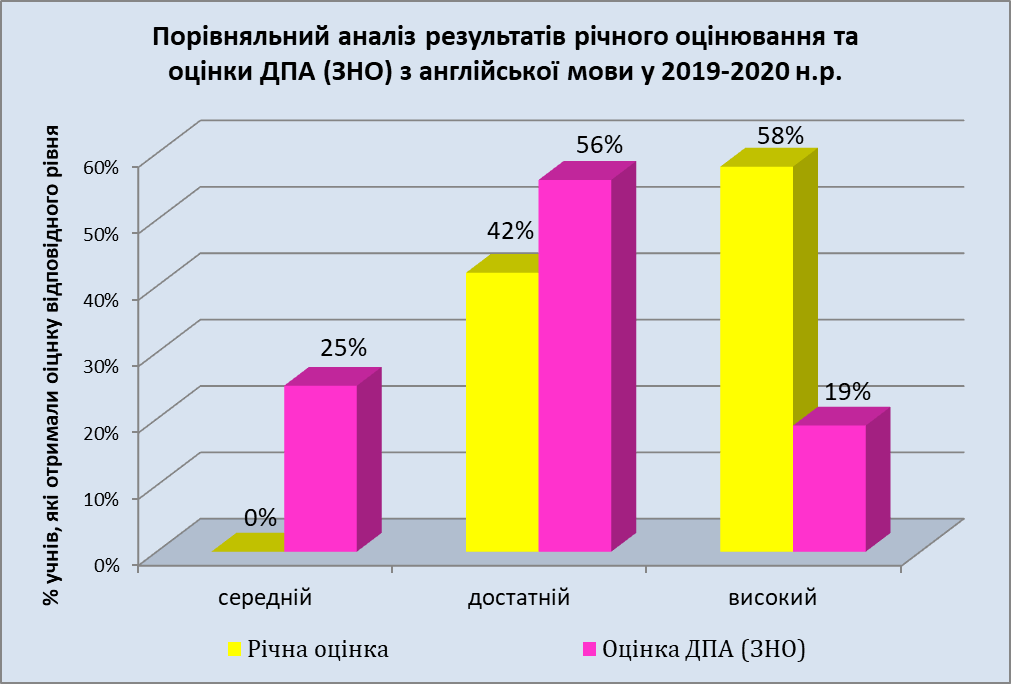 Порівняльний аналіз результатів річного оцінювання та
оцінки ДПА (ЗНО) з англійської мови у 2019-2020 н.р.
% учнів, які отримали оіцнку відповідного рівня
60%
50%
40%
30%
20%
10%
0%
0%
25%
42%
56%
58%
19%
середній
достатній
високий
Річна оцінка
Оцінка ДПА (ЗНО)